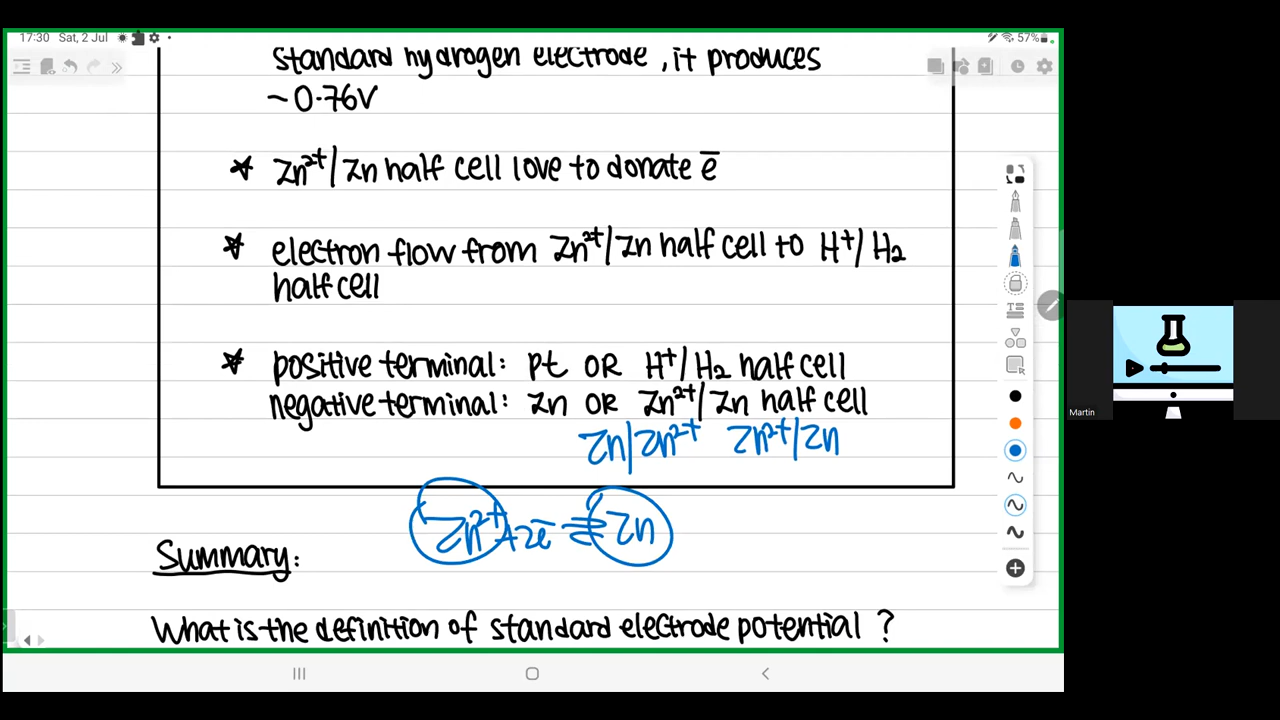 17:30 Sat, 2 Jul
57%
standard hydrogen electrode, it produces
-0.76V
* Zn²⁺/Zn half cell love to donate ē
* electron flow from Zn²⁺/Zn half cell to H⁺/H₂
half cell
* positive terminal: Pt OR H⁺/H₂ half cell
negative terminal: Zn OR Zn²⁺/Zn half cell
Zn|Zn²⁺ Zn²⁺/Zn
Zn²⁺ + 2ē ⇌ Zn
Summary:
What is the definition of standard electrode potential ?
Martin